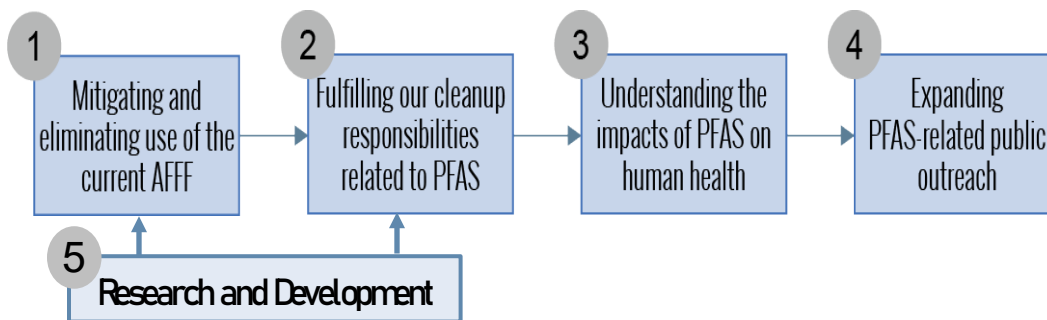 1
Mitigating and
eliminating use of the
current AFFF
2
Fulfilling our cleanup
responsibilities
related to PFAS
3
Understanding the
impacts of PFAS on
human health
4
Expanding
PFAS-related public
outreach
5
Research and Development